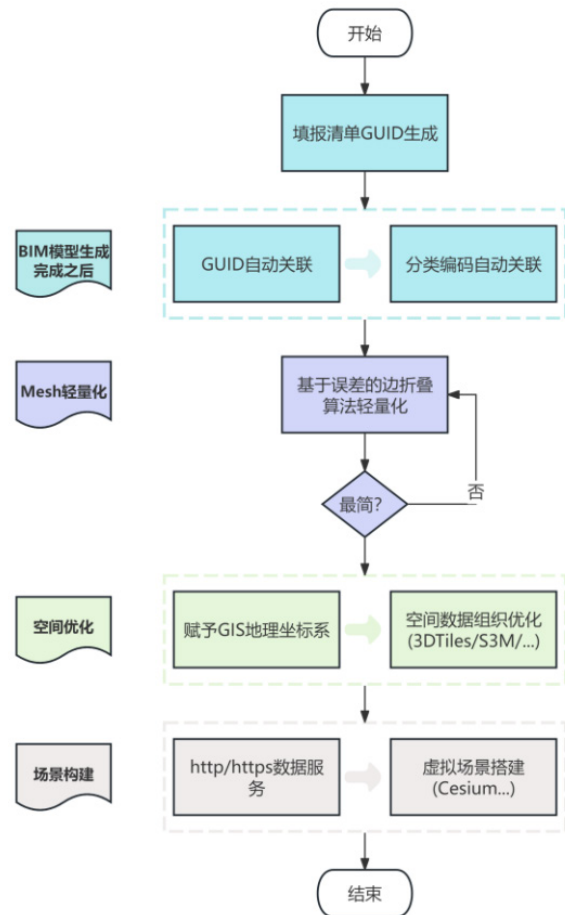 开始
填报清单GUID生成
BIM模型生成
完成之后
GUID自动关联
分类编码自动关联
Mesh轻量化
基于误差的边折叠
算法轻量化
最简?
否
空间优化
赋予GIS地理坐标系
空间数据组织优化
(3DTiles/S3M/...)
场景构建
http/https数据服
务
虚拟场景搭建
(Cesium...)
结束